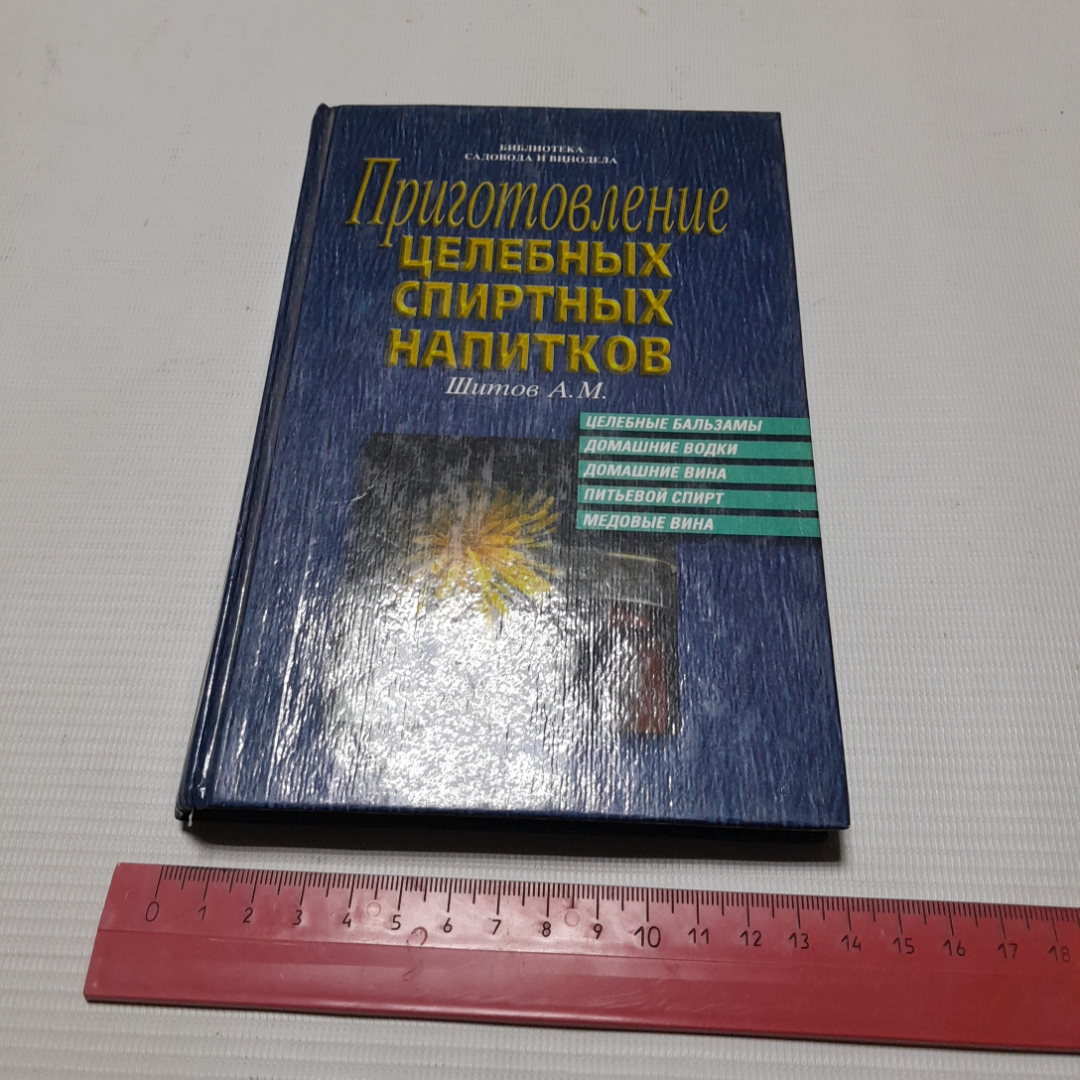 БИБЛИОТЕКА
САДОВОДА И ВИНОДЕЛА
Приготовление
ЦЕЛЕБНЫХ
СПИРТНЫХ
НАПИТКОВ
Шитов А.М.
ЦЕЛЕБНЫЕ БАЛЬЗАМЫ
ДОМАШНИЕ ВОДКИ
ДОМАШНИЕ ВИНА
ПИТЬЕВОЙ СПИРТ
МЕДОВЫЕ ВИНА
0 1 2 3 4 5 6 7 8 9 10 11 12 13 14 15 16 17 18